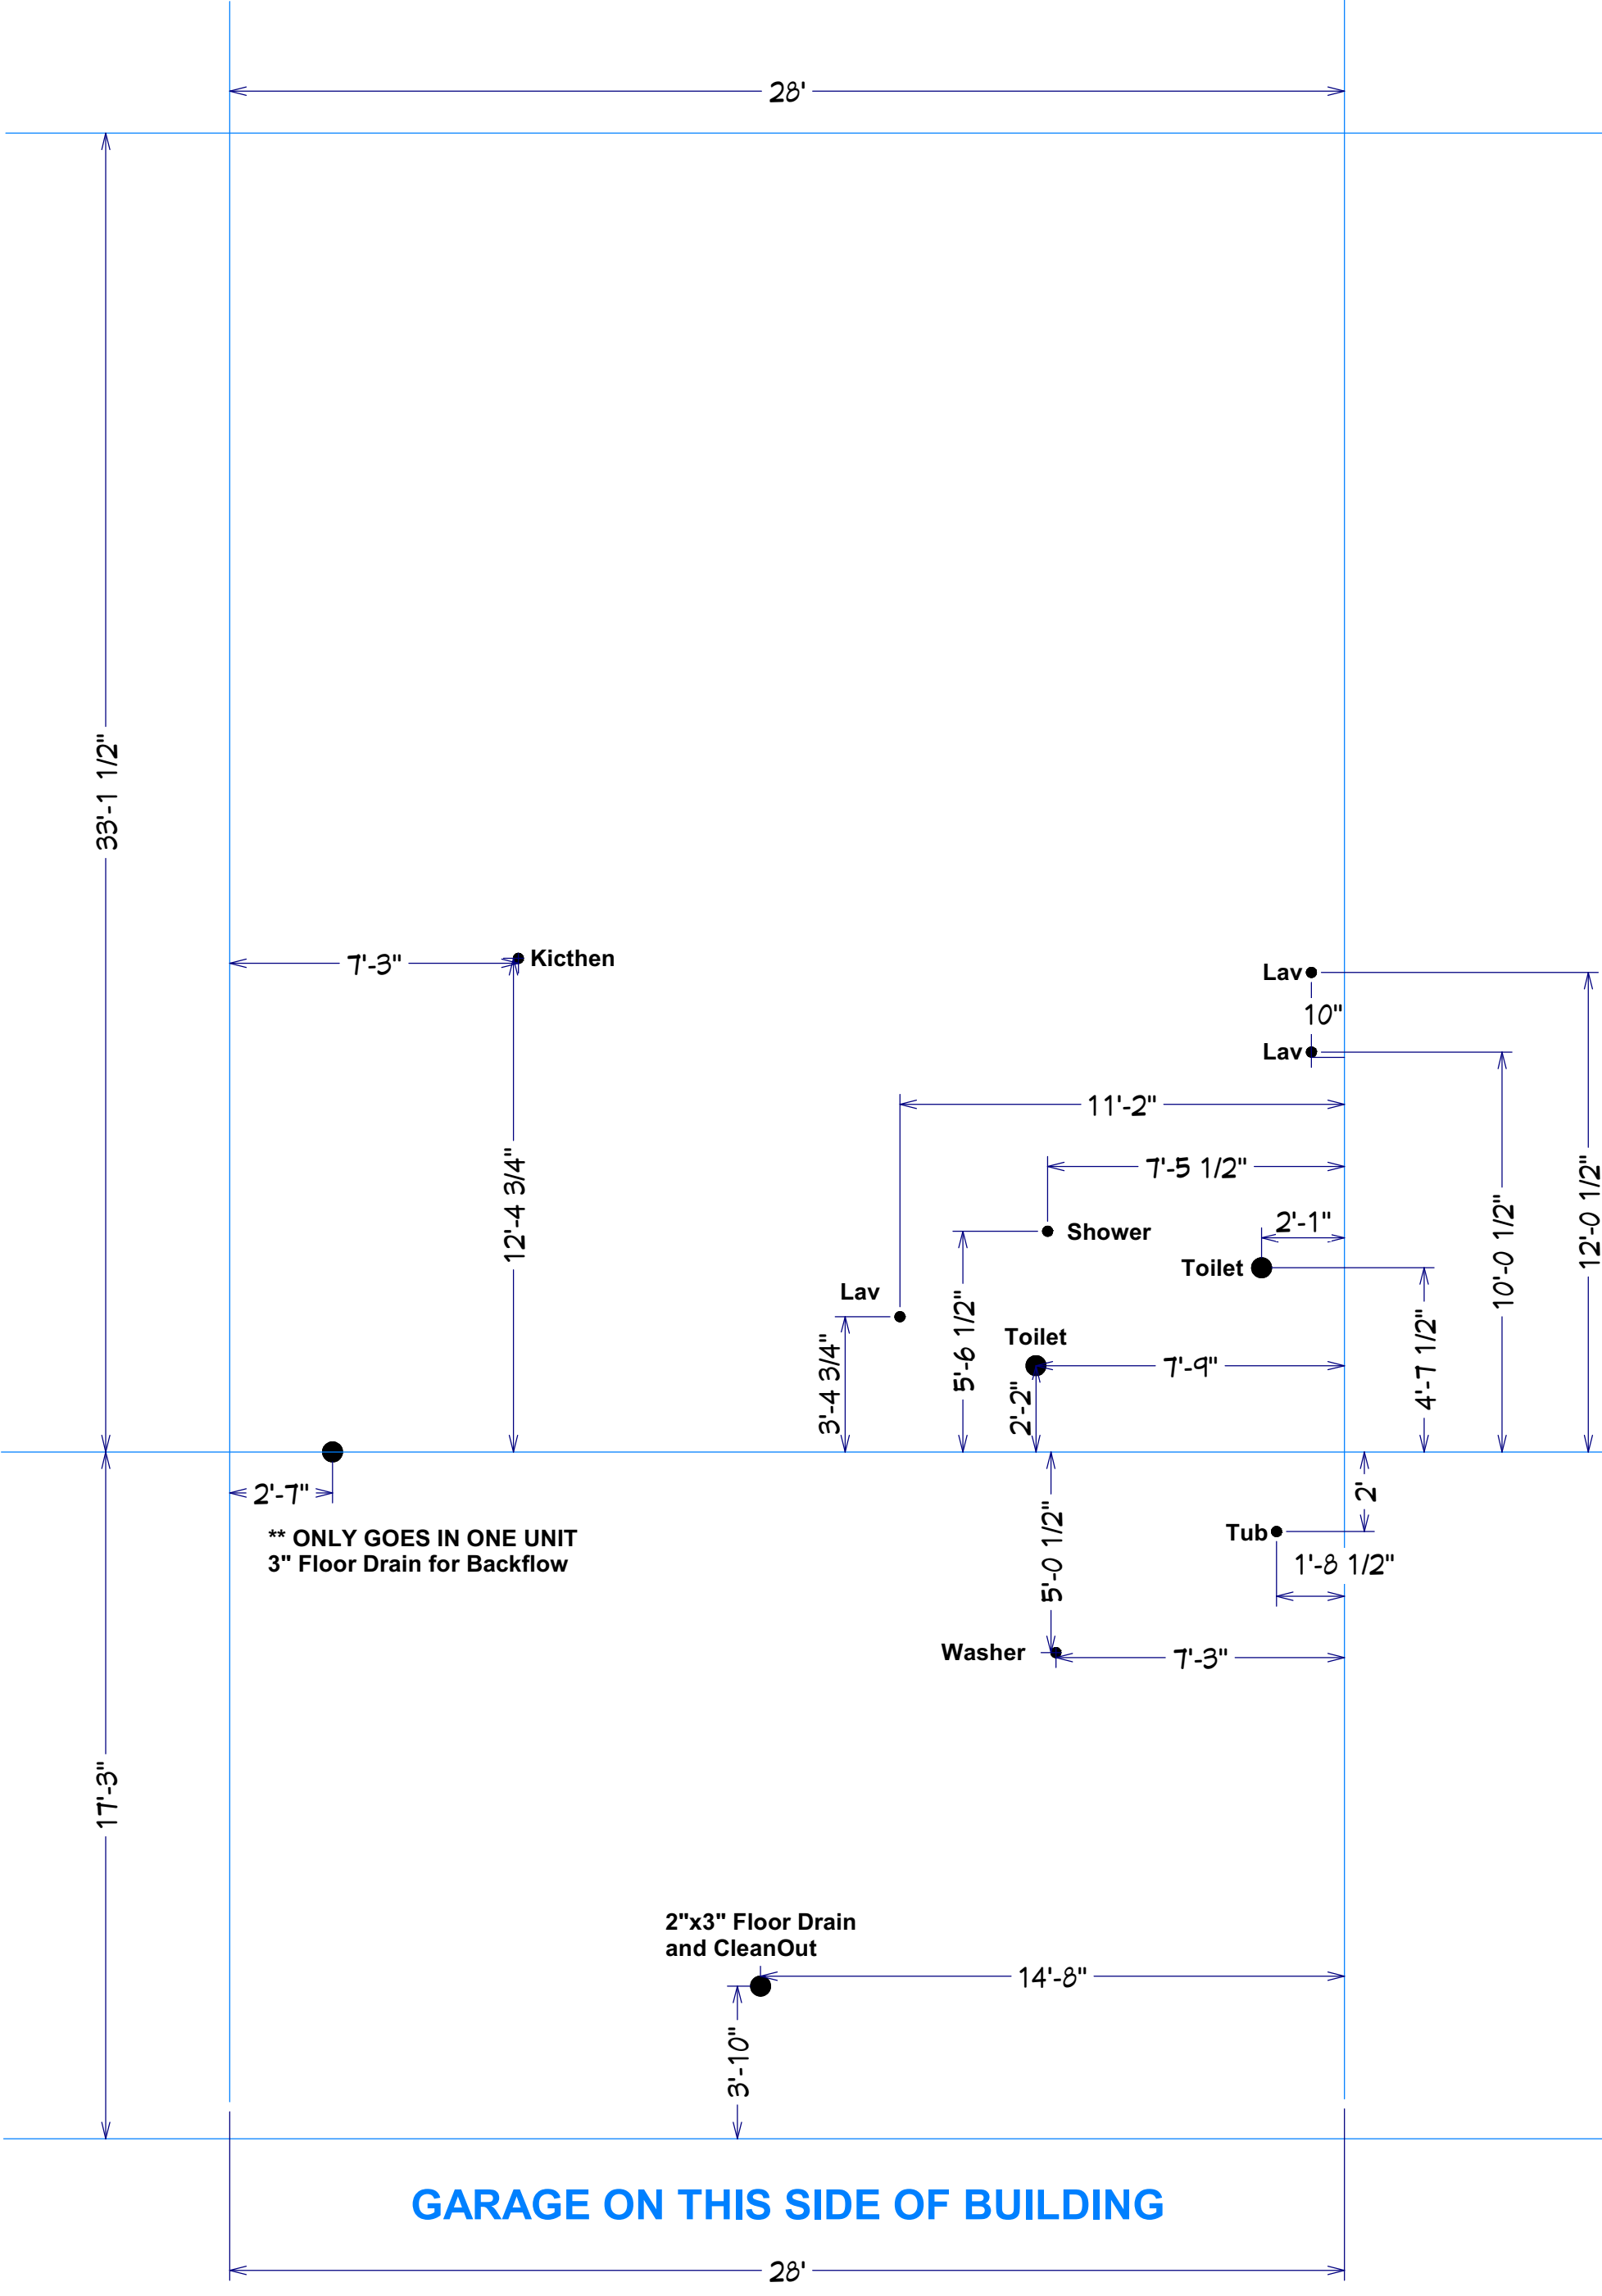 28'
33'-1 1/2"
7'-3"
Kicthen
Lav
10"
Lav
11'-2"
7'-5 1/2"
12'-4 3/4"
12'-0 1/2"
10'-0 1/2"
2'-1"
Shower
Toilet
Lav
5'-6 1/2"
Toilet
3'-4 3/4"
7'-9"
4'-7 1/2"
2'-2"
2'-7"
2'
** ONLY GOES IN ONE UNIT
3" Floor Drain for Backflow
5'-0 1/2"
Tub
1'-8 1/2"
Washer
7'-3"
17'-3"
2"x3" Floor Drain
and CleanOut
14'-8"
3'-10"
GARAGE ON THIS SIDE OF BUILDING
28'